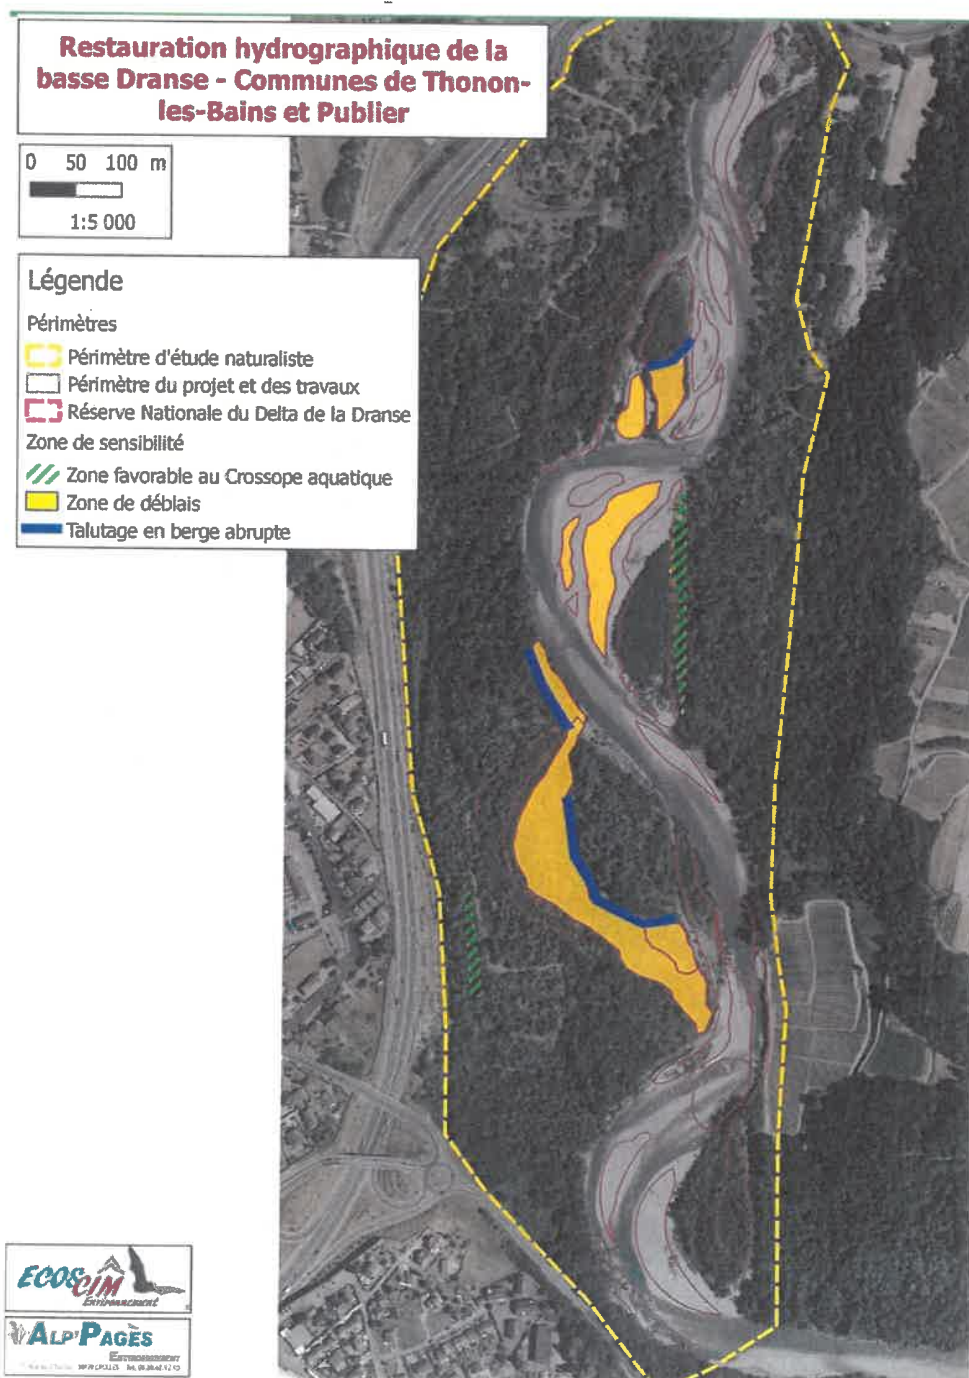 Restauration hydrographique de la
basse Dranse - Communes de Thonon-
les-Bains et Publier
0 50 100 m
1:5 000
Légende
Périmètres
Périmètre d'étude naturaliste
Périmètre du projet et des travaux
Réserve Nationale du Delta de la Dranse
Zone de sensibilité
Zone favorable au Crossope aquatique
Zone de déblais
Talutage en berge abrupte
ECOSCIM
ENVIRONNEMENT
ALP'PAGÈS
ENVIRONNEMENT